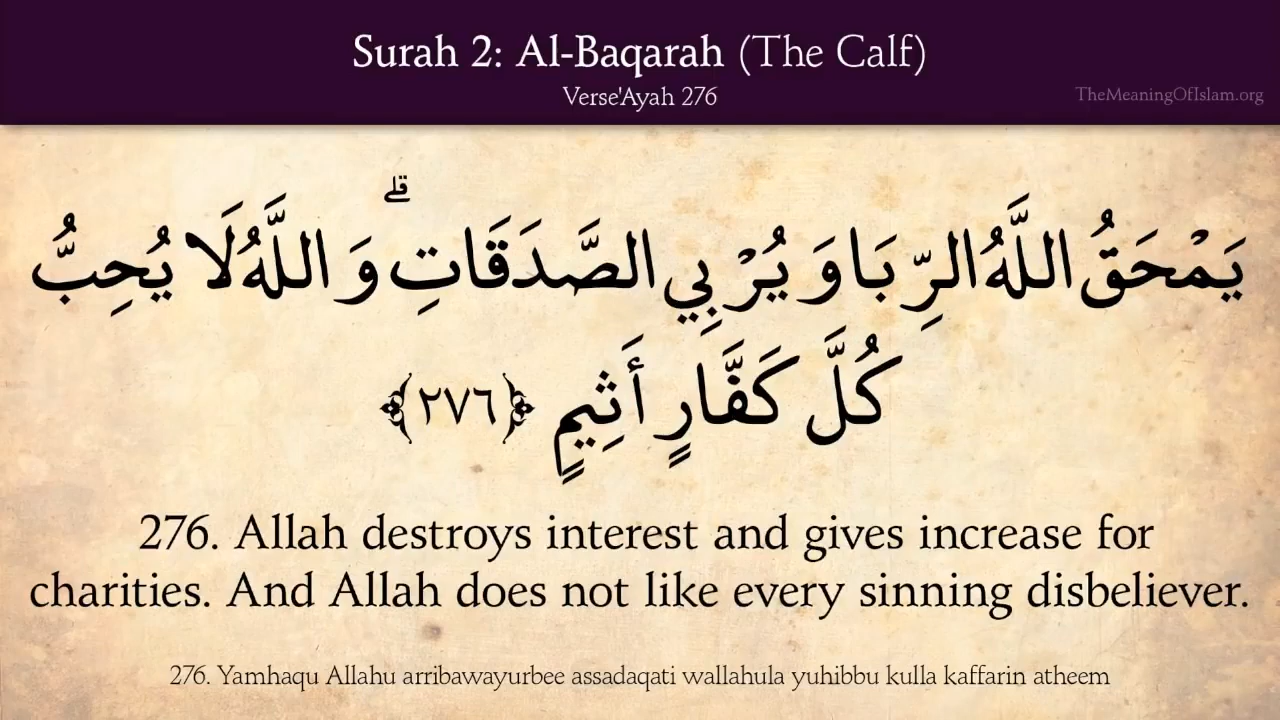 Surah 2: Al-Baqarah (The Calf)
Verse'Ayah 276
TheMeaningOfIslam.org
يَمْحَقُ اللَّهُ الرِّبَا وَيُرْبِي الصَّدَقَاتِ ۗ وَاللَّهُ لَا يُحِبُّ
كُلَّ كَفَّارٍ أَثِيمٍ ﴿٢٧٦﴾
276. Allah destroys interest and gives increase for
charities. And Allah does not like every sinning disbeliever.
276. Yamhaqu Allahu arribawayurbee assadaqati wallahula yuhibbu kulla kaffarin atheem